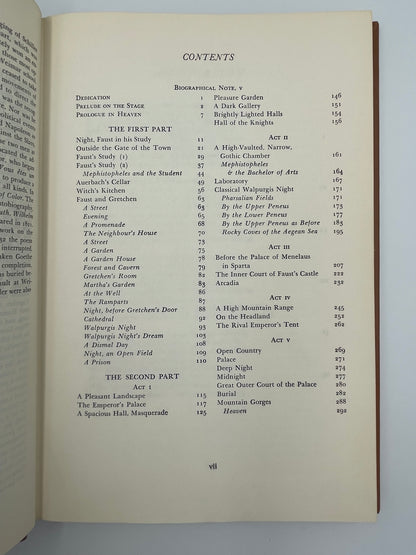 CONTENTS
BIOGRAPHICAL NOTE, v
DEDICATION 1
PRELUDE ON THE STAGE 2
PROLOGUE IN HEAVEN 7
THE FIRST PART
Night, Faust in his Study 11
Outside the Gate of the Town 21
Faust's Study (1) 29
Faust's Study (2) 37
Mephistopheles and the Student 44
Auerbach's Cellar 49
Witch's Kitchen 56
Faust and Gretchen 63
A Street 63
Evening 65
A Promenade 68
The Neighbour's House 70
A Street 73
A Garden 75
A Garden House 78
Forest and Cavern 79
Gretchen's Room 82
Martha's Garden 83
At the Well 86
The Ramparts 87
Night, before Gretchen's Door 88
Cathedral 92
Walpurgis Night 93
Walpurgis Night's Dream 103
A Dismal Day 108
Night, an Open Field 109
A Prison 110
THE SECOND PART
ACT I
A Pleasant Landscape 115
The Emperor's Palace 117
A Spacious Hall, Masquerade 125
Pleasure Garden 146
A Dark Gallery 151
Brightly Lighted Halls 154
Hall of the Knights 156
ACT II
A High-Vaulted, Narrow,
Gothic Chamber 161
Mephistopheles
& the Bachelor of Arts 164
Laboratory 167
Classical Walpurgis Night 171
Pharsalian Fields 171
By the Upper Peneus 173
By the Lower Peneus 177
By the Upper Peneus as Before 183
Rocky Coves of the Aegean Sea 195
ACT III
Before the Palace of Menelaus
in Sparta 207
The Inner Court of Faust's Castle 222
Arcadia 232
ACT IV
A High Mountain Range 245
On the Headland 252
The Rival Emperor's Tent 262
ACT V
Open Country 269
Palace 271
Deep Night 274
Midnight 277
Great Outer Court of the Palace 280
Burial 282
Mountain Gorges 288
Heaven 292
vii